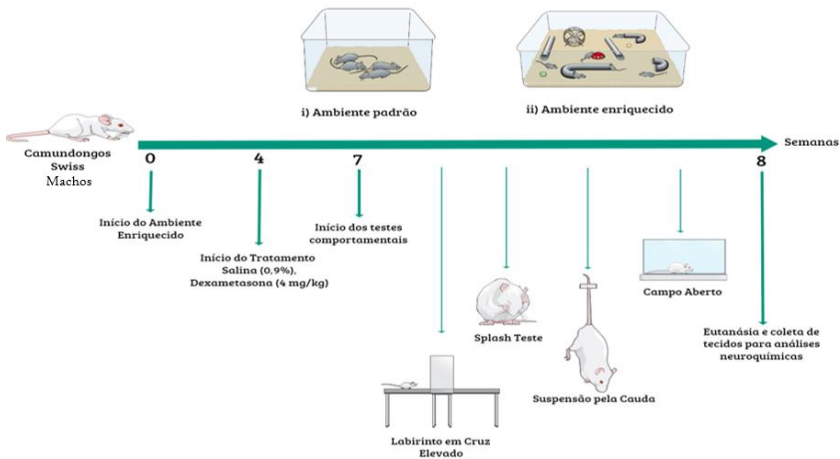 i) Ambiente padrão
ii) Ambiente enriquecido
Semanas
Camundongos
Swiss
Machos
0
4
7
8
Início do Ambiente
Enriquecido
Início do Tratamento
Salina (0,9%),
Dexametasona (4 mg/kg)
Início dos testes
comportamentais
Labirinto em Cruz
Elevado
Splash Teste
Suspensão pela Cauda
Campo Aberto
Eutanásia e coleta de
tecidos para análises
neuroquímicas